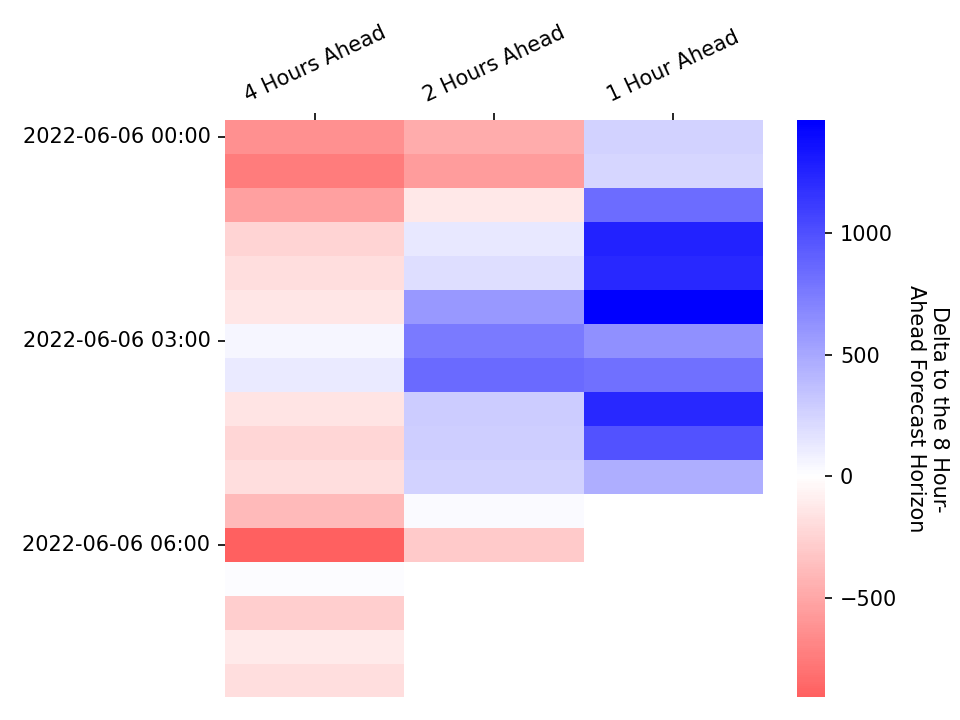 4 Hours Ahead
2 Hours Ahead
1 Hour Ahead
2022-06-06 00:00
2022-06-06 03:00
2022-06-06 06:00
1000
500
0
−500
Delta to the 8 Hour-
Ahead Forecast Horizon